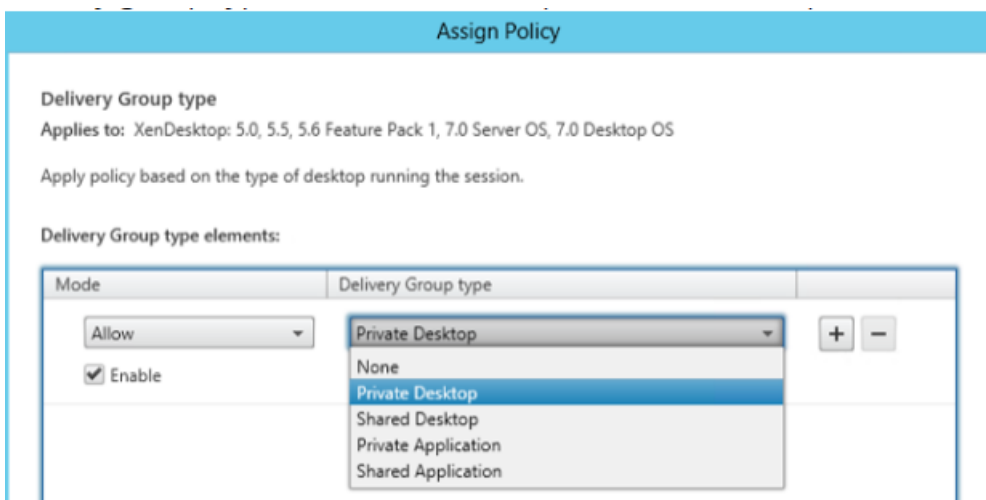 Assign Policy
Delivery Group type
Applies to: XenDesktop: 5.0, 5.5, 5.6 Feature Pack 1, 7.0 Server OS, 7.0 Desktop OS
Apply policy based on the type of desktop running the session.
Delivery Group type elements:
Mode Delivery Group type
Allow Private Desktop + −
Enable
None
Private Desktop
Shared Desktop
Private Application
Shared Application